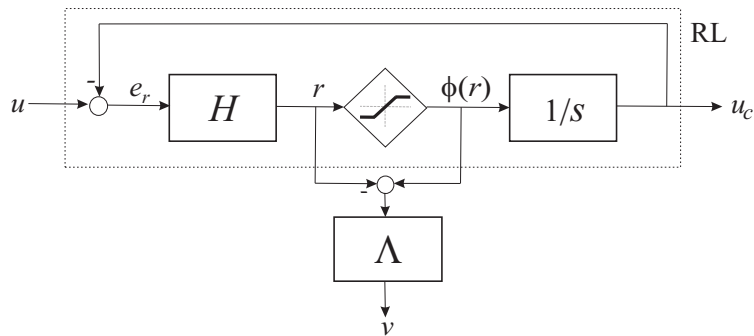 RL
-
u
e_r
H
r
ϕ(r)
1/s
u_c
-
Λ
v